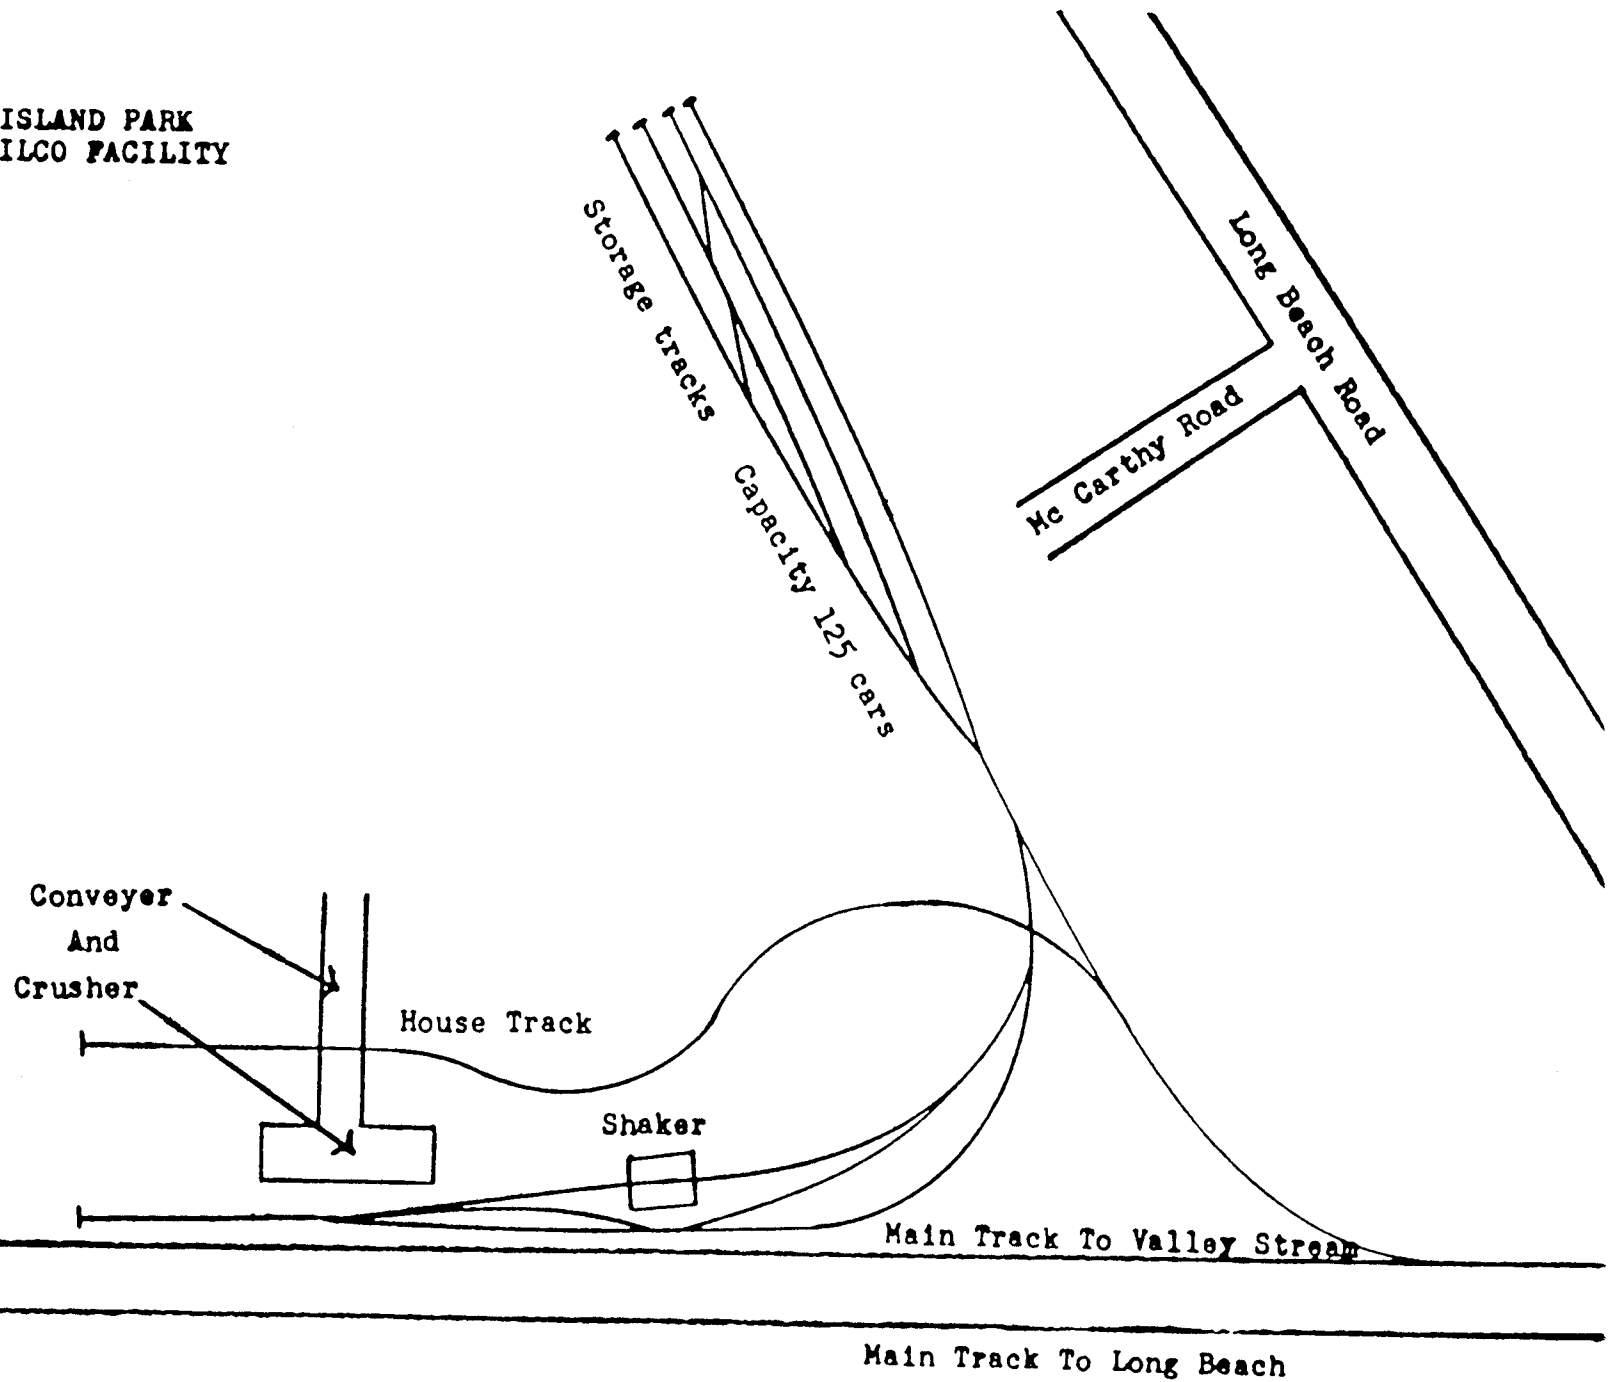 ISLAND PARK
ILCO FACILITY
Storage tracks Capacity 125 cars
Long Beach Road
Mc Carthy Road
Conveyer
And
Crusher
House Track
Shaker
Main Track To Valley Stream
Main Track To Long Beach